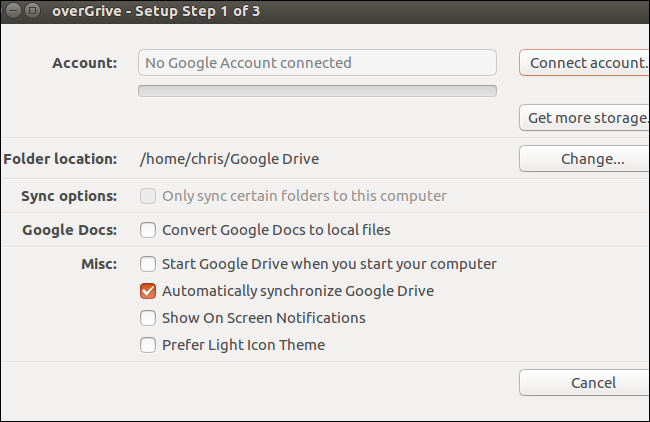 overGrive - Setup Step 1 of 3
Account: No Google Account connected Connect account.
Get more storage.
Folder location: /home/chris/Google Drive Change...
Sync options: Only sync certain folders to this computer
Google Docs: Convert Google Docs to local files
Misc: Start Google Drive when you start your computer
Automatically synchronize Google Drive
Show On Screen Notifications
Prefer Light Icon Theme
Cancel